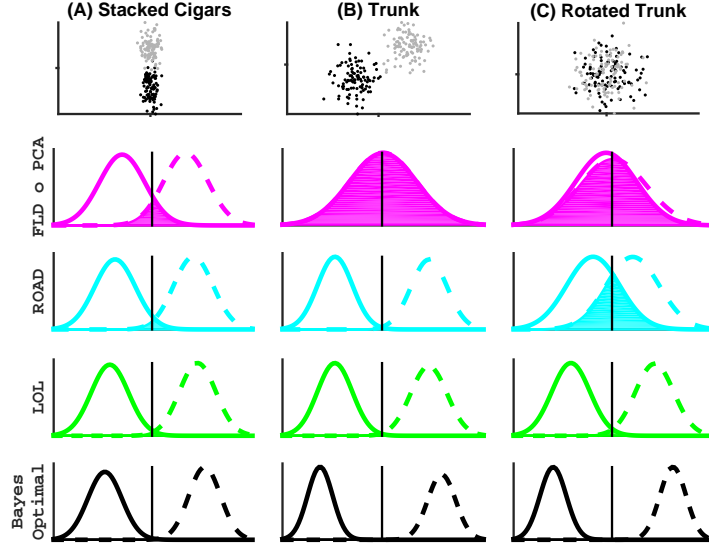 (A) Stacked Cigars
(B) Trunk
(C) Rotated Trunk
FLD o PCA
ROAD
LOL
Bayes
Optimal